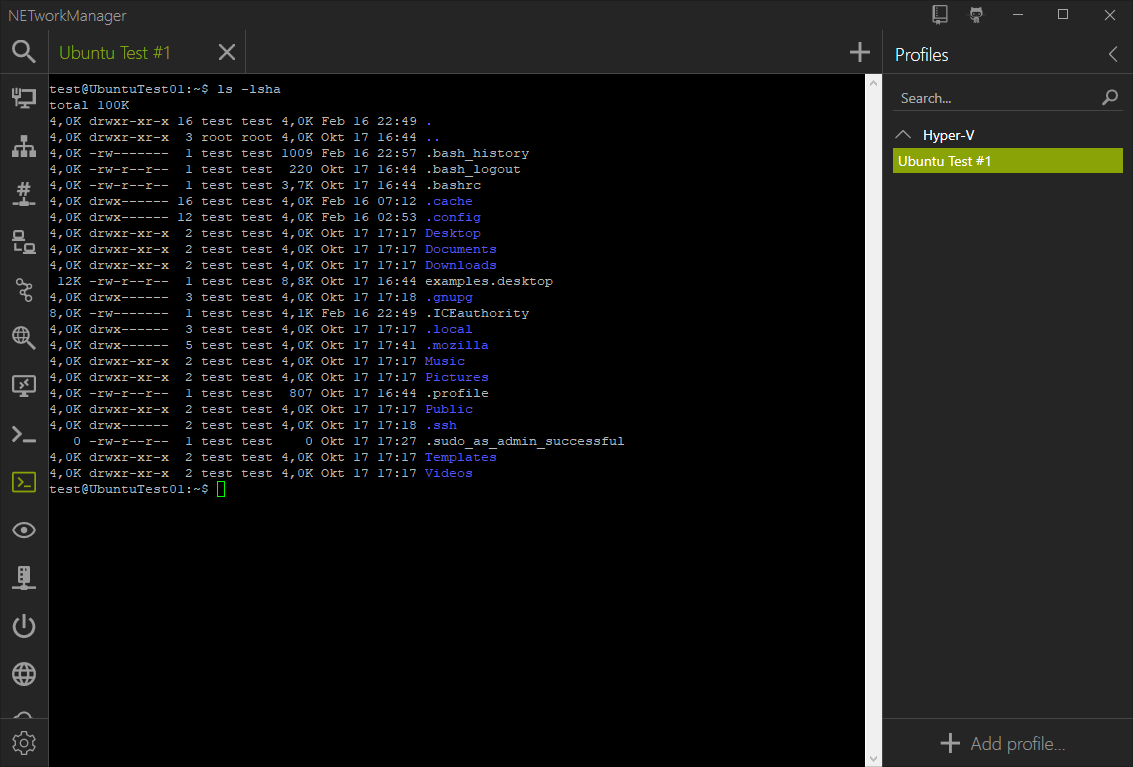 NETworkManager
Ubuntu Test #1
Profiles
test@UbuntuTest01:~$ ls -lsha
total 100K
4,0K drwxr-xr-x 16 test test 4,0K Feb 16 22:49 .
4,0K drwxr-xr-x  3 root root 4,0K Okt 17 16:44 ..
4,0K -rw-------  1 test test 1009 Feb 16 22:57 .bash_history
4,0K -rw-r--r--  1 test test  220 Okt 17 16:44 .bash_logout
4,0K -rw-r--r--  1 test test 3,7K Okt 17 16:44 .bashrc
4,0K drwx------ 16 test test 4,0K Feb 16 07:12 .cache
4,0K drwx------ 12 test test 4,0K Feb 16 02:53 .config
4,0K drwxr-xr-x  2 test test 4,0K Okt 17 17:17 Desktop
4,0K drwxr-xr-x  2 test test 4,0K Okt 17 17:17 Documents
4,0K drwxr-xr-x  2 test test 4,0K Okt 17 17:17 Downloads
 12K -rw-r--r--  1 test test 8,8K Okt 17 16:44 examples.desktop
4,0K drwx------  3 test test 4,0K Okt 17 17:18 .gnupg
8,0K -rw-------  1 test test 4,1K Feb 16 22:49 .ICEauthority
4,0K drwx------  3 test test 4,0K Okt 17 17:17 .local
4,0K drwx------  5 test test 4,0K Okt 17 17:41 .mozilla
4,0K drwxr-xr-x  2 test test 4,0K Okt 17 17:17 Music
4,0K drwxr-xr-x  2 test test 4,0K Okt 17 17:17 Pictures
4,0K -rw-r--r--  1 test test  807 Okt 17 16:44 .profile
4,0K drwxr-xr-x  2 test test 4,0K Okt 17 17:17 Public
4,0K drwx------  2 test test 4,0K Okt 17 17:18 .ssh
   0 -rw-r--r--  1 test test    0 Okt 17 17:27 .sudo_as_admin_successful
4,0K drwxr-xr-x  2 test test 4,0K Okt 17 17:17 Templates
4,0K drwxr-xr-x  2 test test 4,0K Okt 17 17:17 Videos
test@UbuntuTest01:~$
Search...
Hyper-V
Ubuntu Test #1
Add profile...